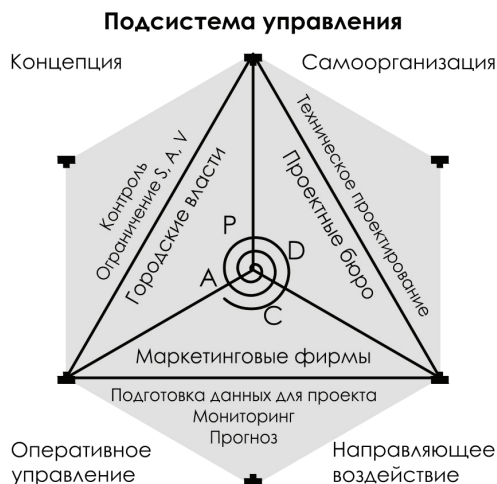 Подсистема управления
Концепция
Самоорганизация
Контроль
Ограничение S, A, V
Городские власти
Техническое проектирование
Проектные бюро
P
D
A
C
Маркетинговые фирмы
Подготовка данных для проекта
Мониторинг
Прогноз
Оперативное
управление
Направляющее
воздействие